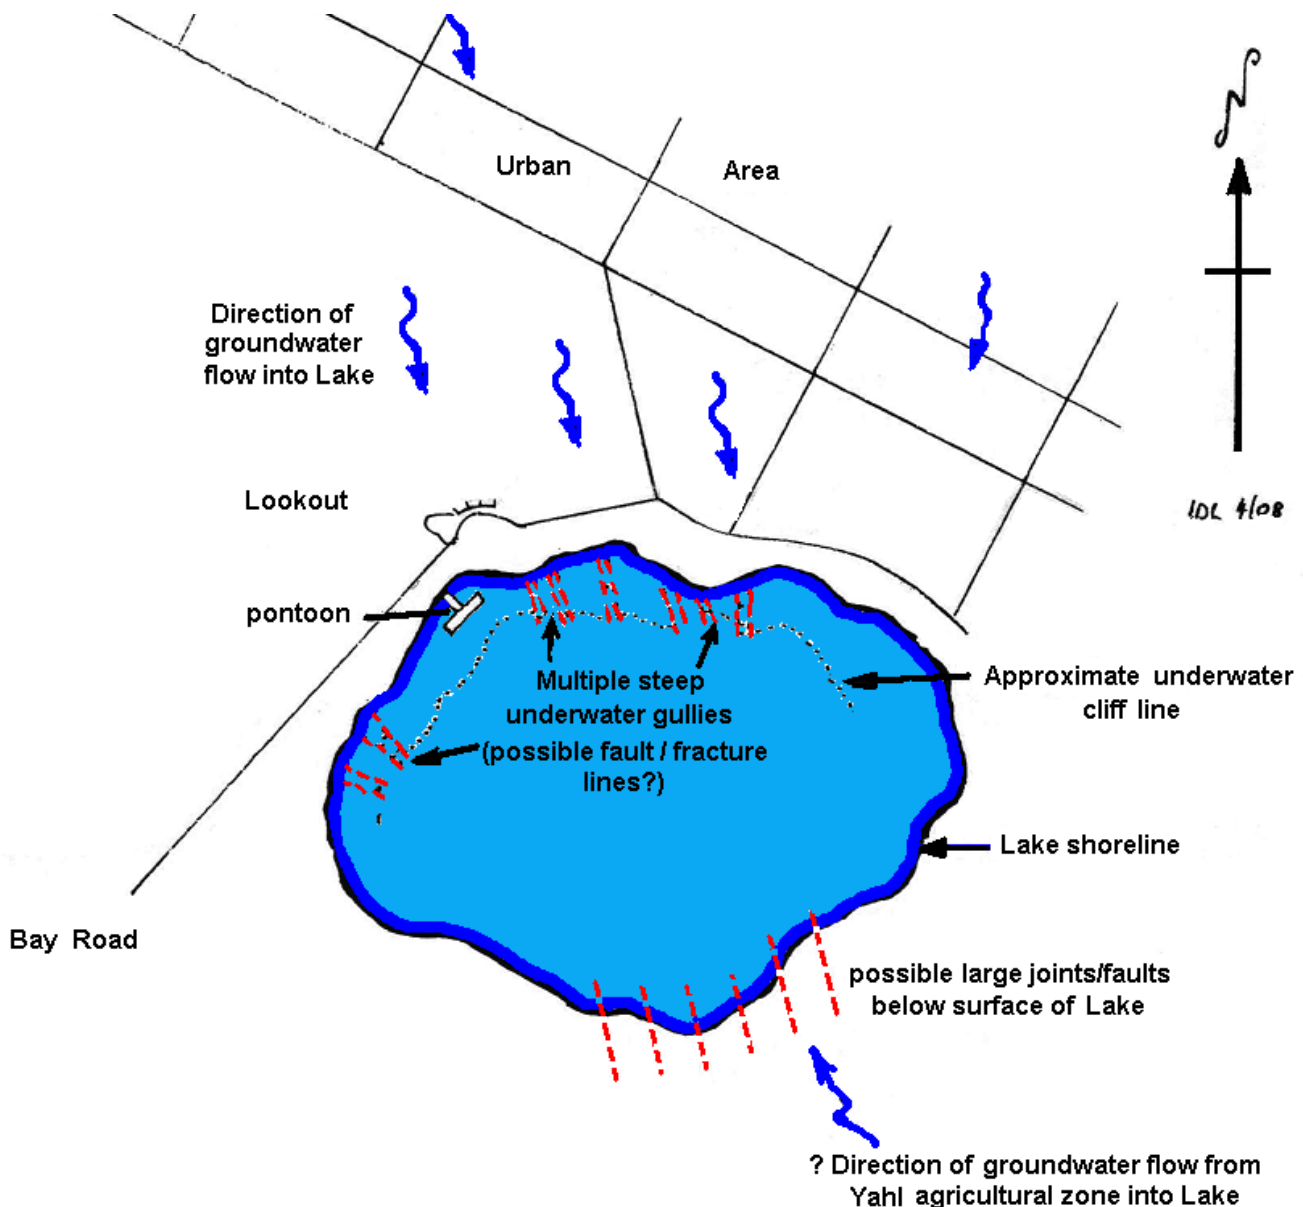 N
Urban Area
Direction of
groundwater
flow into Lake
Lookout
IDL 4/08
pontoon
Multiple steep
underwater gullies
(possible fault / fracture
lines?)
Approximate underwater
cliff line
Lake shoreline
Bay Road
possible large joints/faults
below surface of Lake
? Direction of groundwater flow from
Yahl agricultural zone into Lake